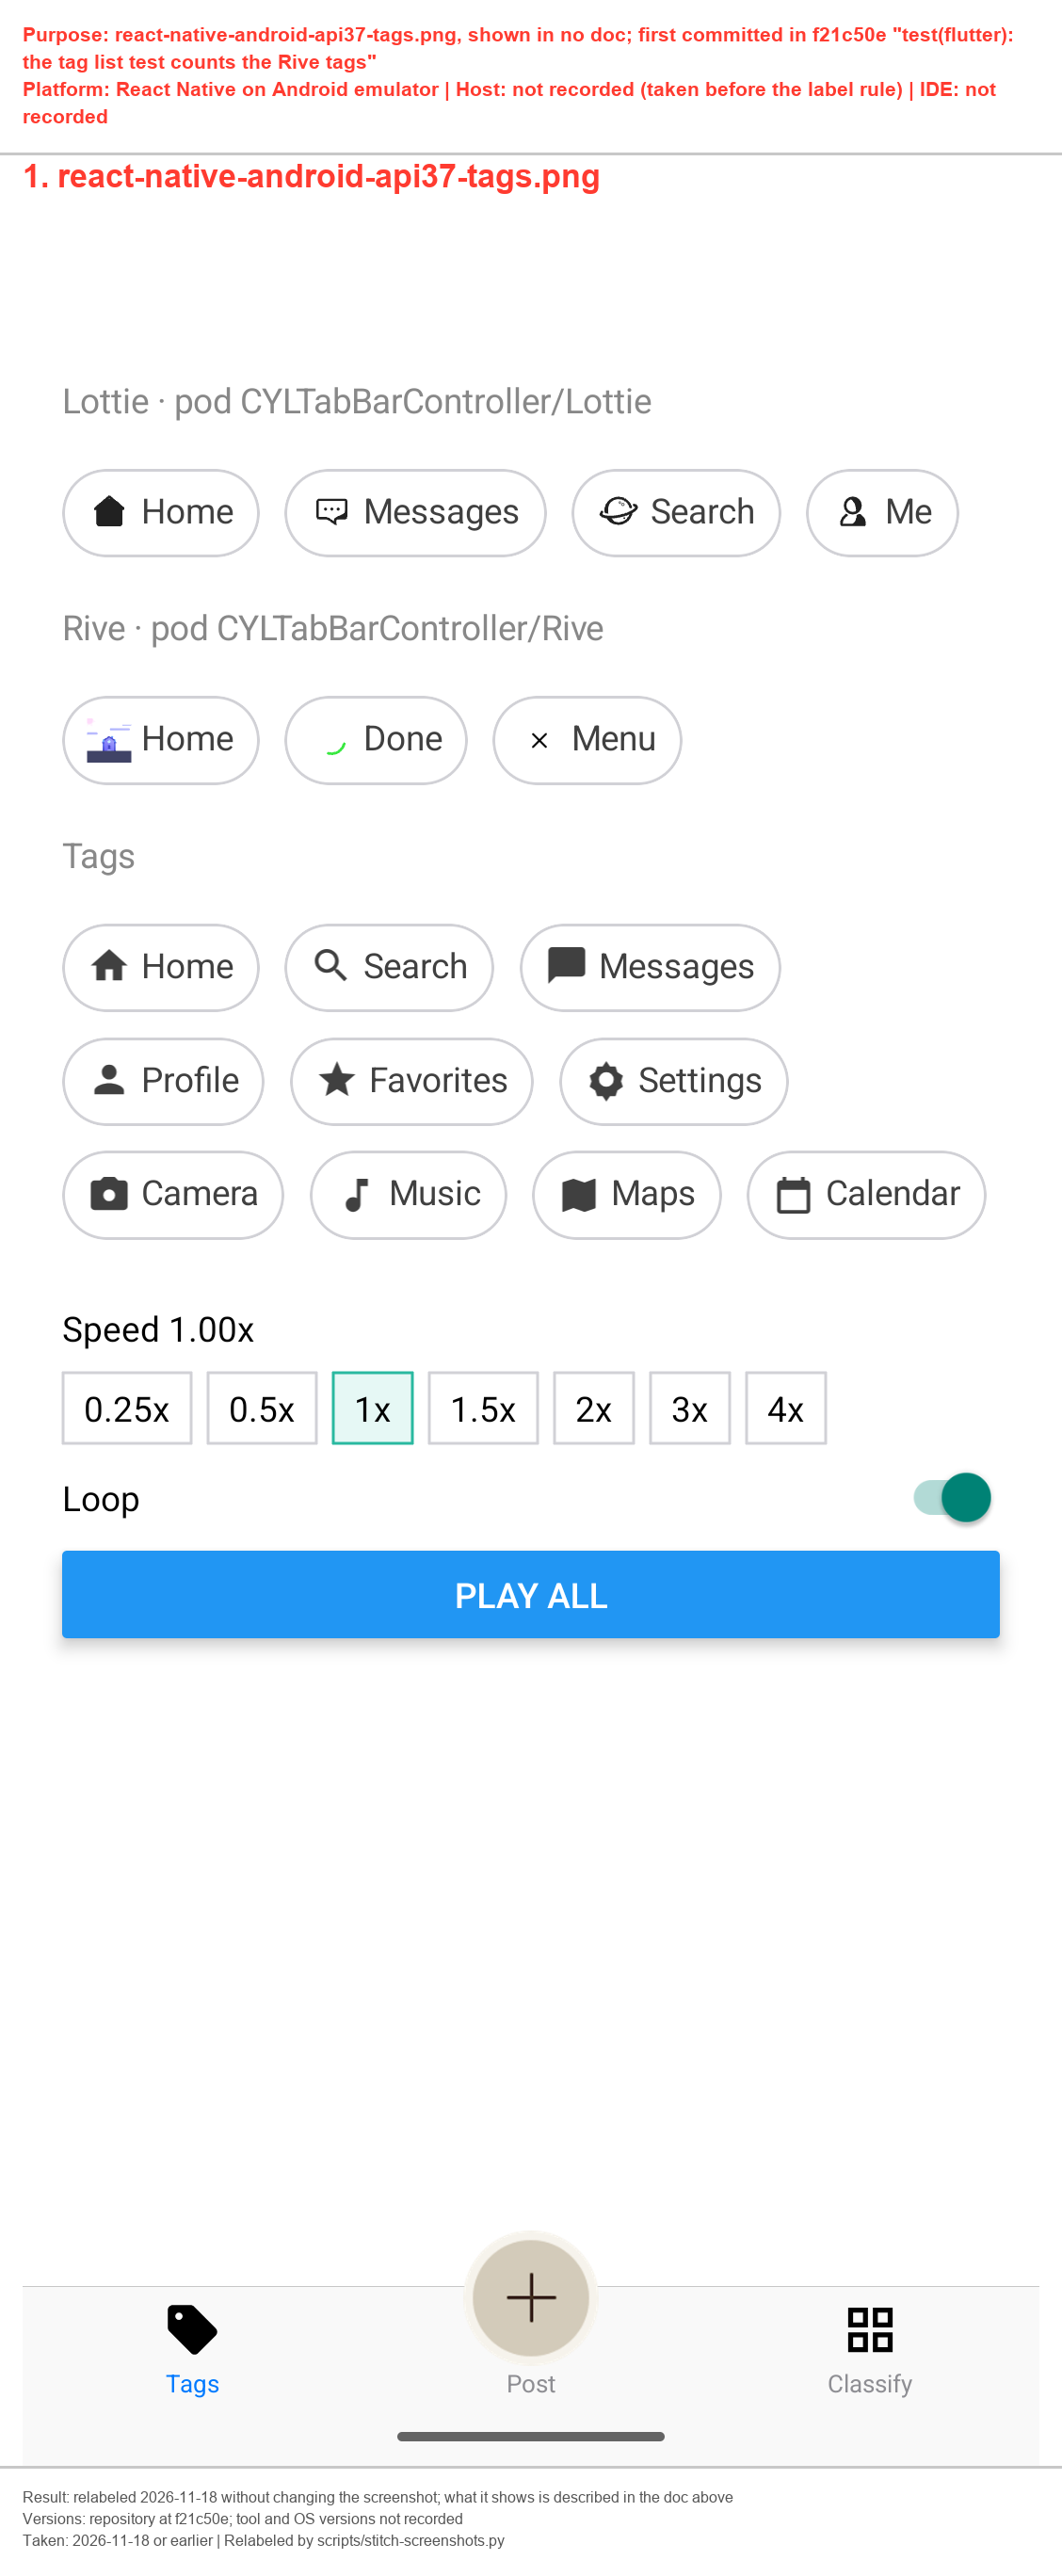 Purpose: react-native-android-api37-tags.png, shown in no doc; first committed in f21c50e "test(flutter):
the tag list test counts the Rive tags"
Platform: React Native on Android emulator | Host: not recorded (taken before the label rule) | IDE: not
recorded
1. react-native-android-api37-tags.png
Lottie · pod CYLTabBarController/Lottie
Home Messages Search Me
Rive · pod CYLTabBarController/Rive
Home Done Menu
Tags
Home Search Messages
Profile Favorites Settings
Camera Music Maps Calendar
Speed 1.00x
0.25x 0.5x 1x 1.5x 2x 3x 4x
Loop
PLAY ALL
Tags Post Classify
Result: relabeled 2026-11-18 without changing the screenshot; what it shows is described in the doc above
Versions: repository at f21c50e; tool and OS versions not recorded
Taken: 2026-11-18 or earlier | Relabeled by scripts/stitch-screenshots.py